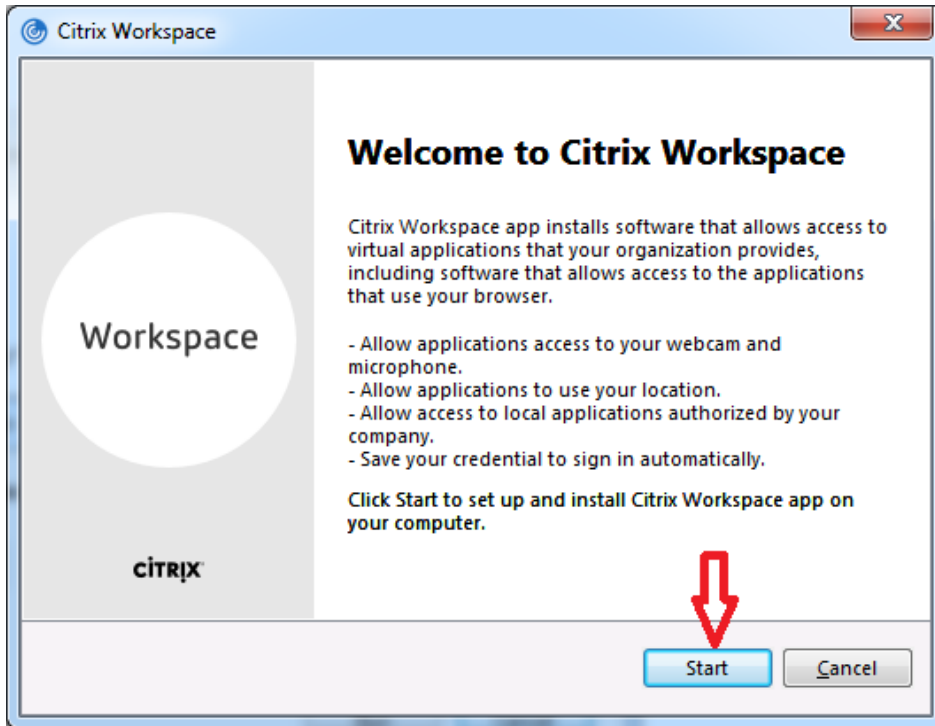 Citrix Workspace
Welcome to Citrix Workspace
Citrix Workspace app installs software that allows access to
virtual applications that your organization provides,
including software that allows access to the applications
that use your browser.
Workspace
- Allow applications access to your webcam and
microphone.
- Allow applications to use your location.
- Allow access to local applications authorized by your
company.
- Save your credential to sign in automatically.
Click Start to set up and install Citrix Workspace app on
your computer.
CİTRIX
Start
Cancel